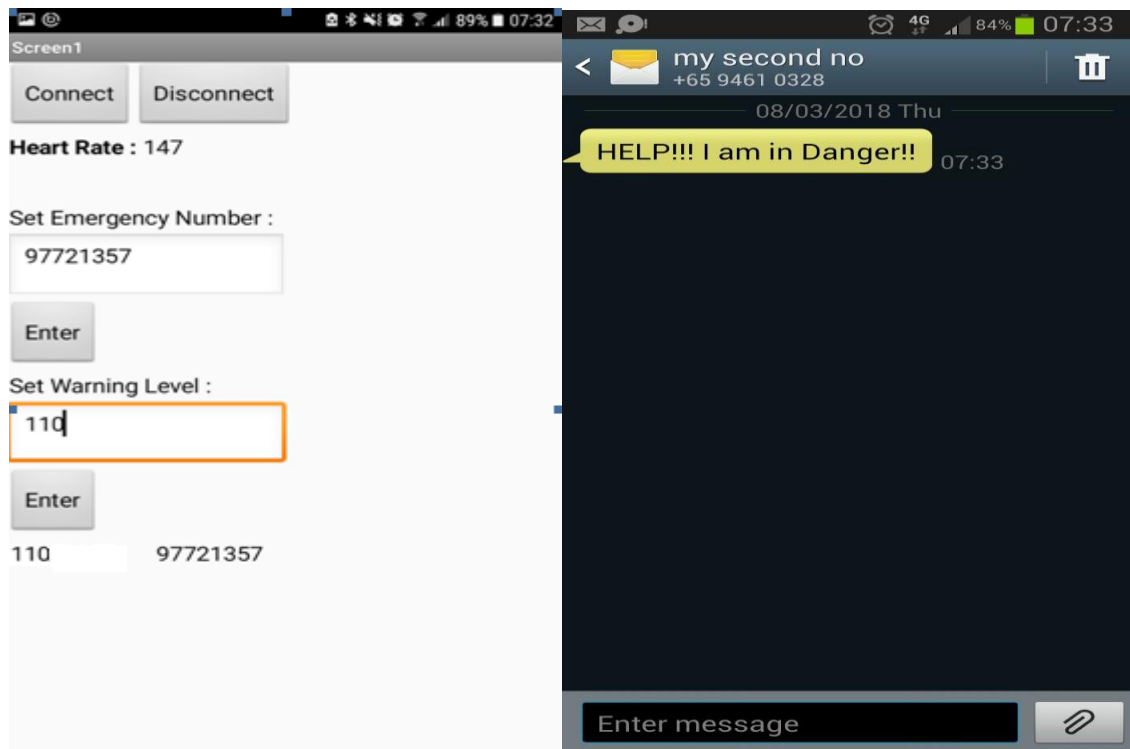 89% 07:32
Screen1
Connect Disconnect
Heart Rate : 147
Set Emergency Number :
97721357
Enter
Set Warning Level :
110
Enter
110 97721357
4G 84% 07:33
my second no
+65 9461 0328
08/03/2018 Thu
HELP!!! I am in Danger!! 07:33
Enter message